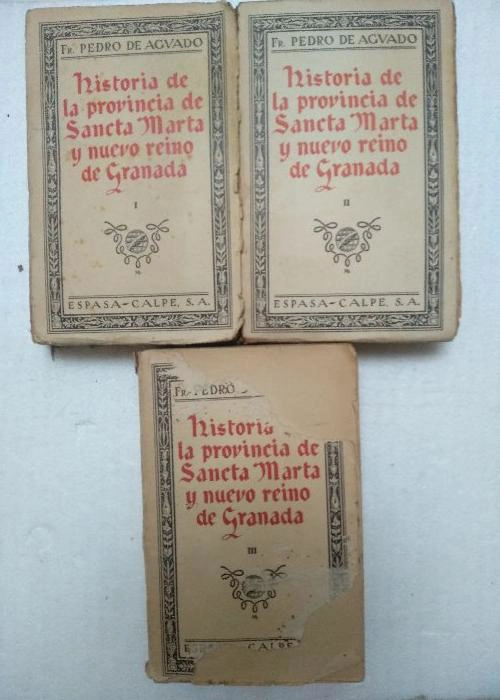 FR. PEDRO DE AGVADO
Historia de
la provincia de
Sancta Marta
y nuevo reino
de Granada
I
ESPASA-CALPE, S. A.
FR. PEDRO DE AGVADO
Historia de
la provincia de
Sancta Marta
y nuevo reino
de Granada
II
ESPASA-CALPE, S. A.
FR. PEDRO
Historia
la provincia de
Sancta Marta
y nuevo reino
de Granada
III
ESPASA-CALPE